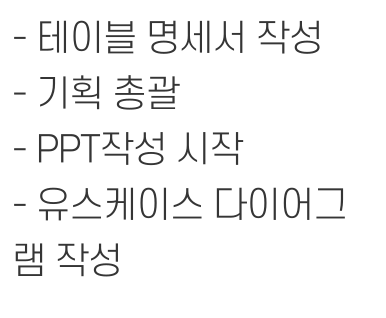 - 테이블 명세서 작성
- 기획 총괄
- PPT작성 시작
- 유스케이스 다이어그
램 작성